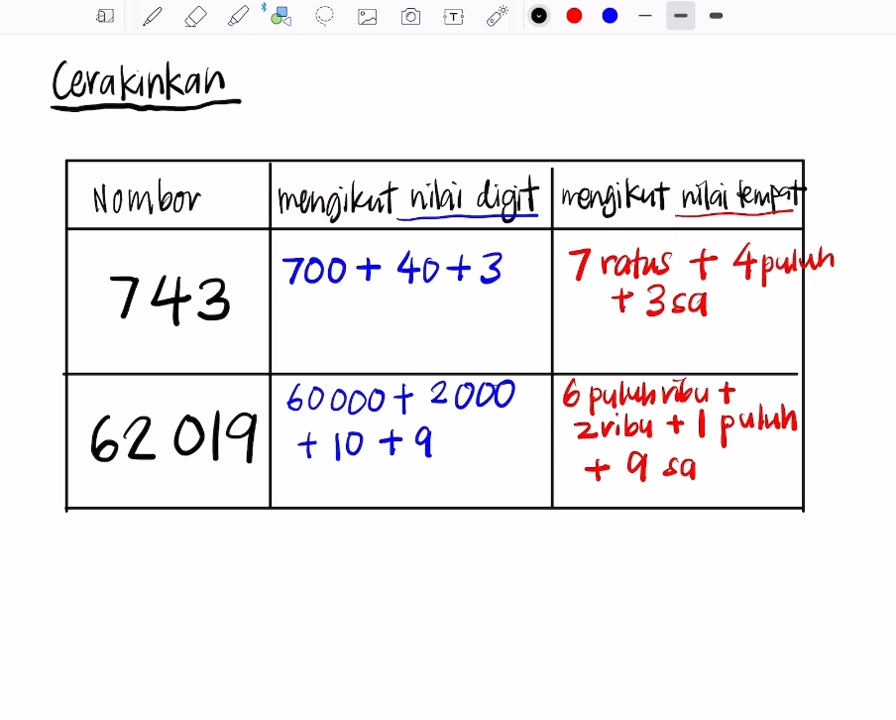 Cerakinkan
Nombor
mengikut nilai digit
mengikut nilai tempat
743
700 + 40 + 3
7 ratus + 4 puluh
+ 3 sa
62 019
60000 + 2000
+ 10 + 9
6 puluh ribu +
2 ribu + 1 puluh
+ 9 sa